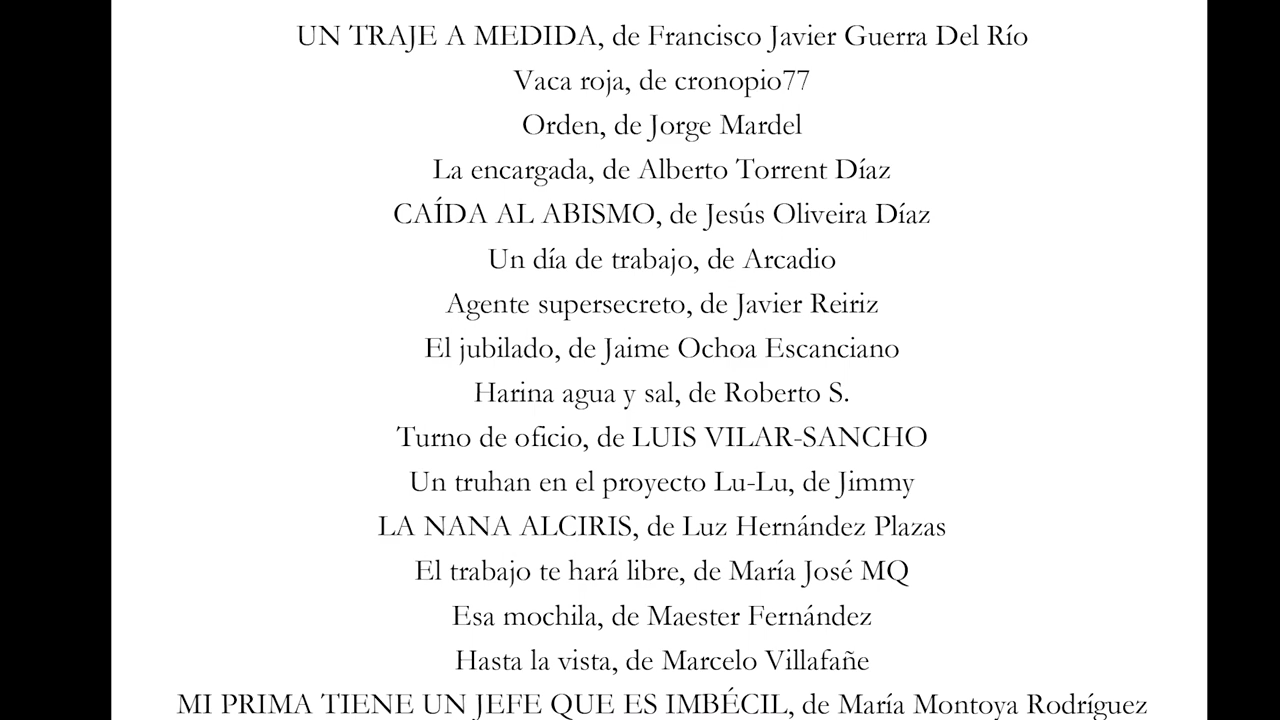 UN TRAJE A MEDIDA, de Francisco Javier Guerra Del Río
Vaca roja, de cronopio77
Orden, de Jorge Mardel
La encargada, de Alberto Torrent Díaz
CAÍDA AL ABISMO, de Jesús Oliveira Díaz
Un día de trabajo, de Arcadio
Agente supersecreto, de Javier Reiriz
El jubilado, de Jaime Ochoa Escanciano
Harina agua y sal, de Roberto S.
Turno de oficio, de LUIS VILAR-SANCHO
Un truhan en el proyecto Lu-Lu, de Jimmy
LA NANA ALCIRIS, de Luz Hernández Plazas
El trabajo te hará libre, de María José MQ
Esa mochila, de Maester Fernández
Hasta la vista, de Marcelo Villafañe
MI PRIMA TIENE UN JEFE QUE ES IMBÉCIL, de María Montoya Rodríguez